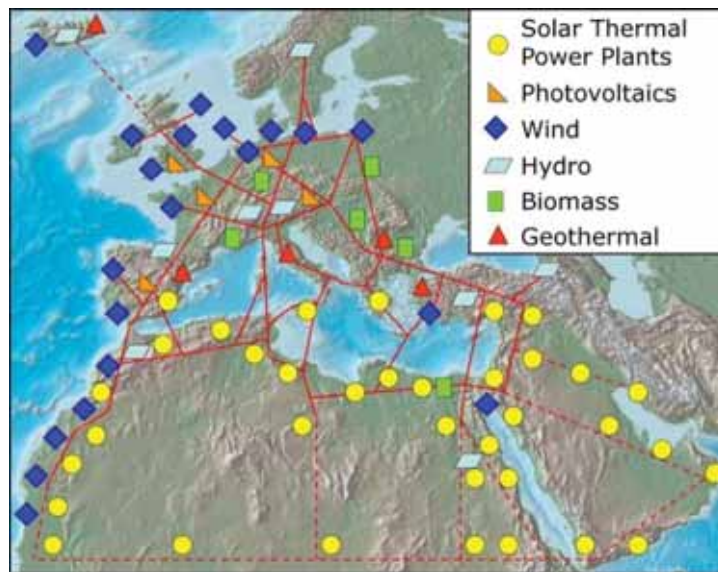 Solar Thermal
Power Plants
Photovoltaics
Wind
Hydro
Biomass
Geothermal